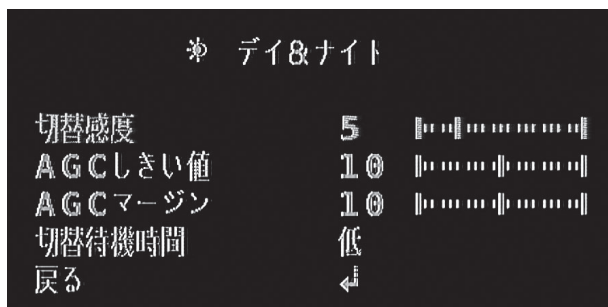 デイ&ナイト
切替感度 5
AGCしきい値 10
AGCマージン 10
切替待機時間 低
戻る ↲